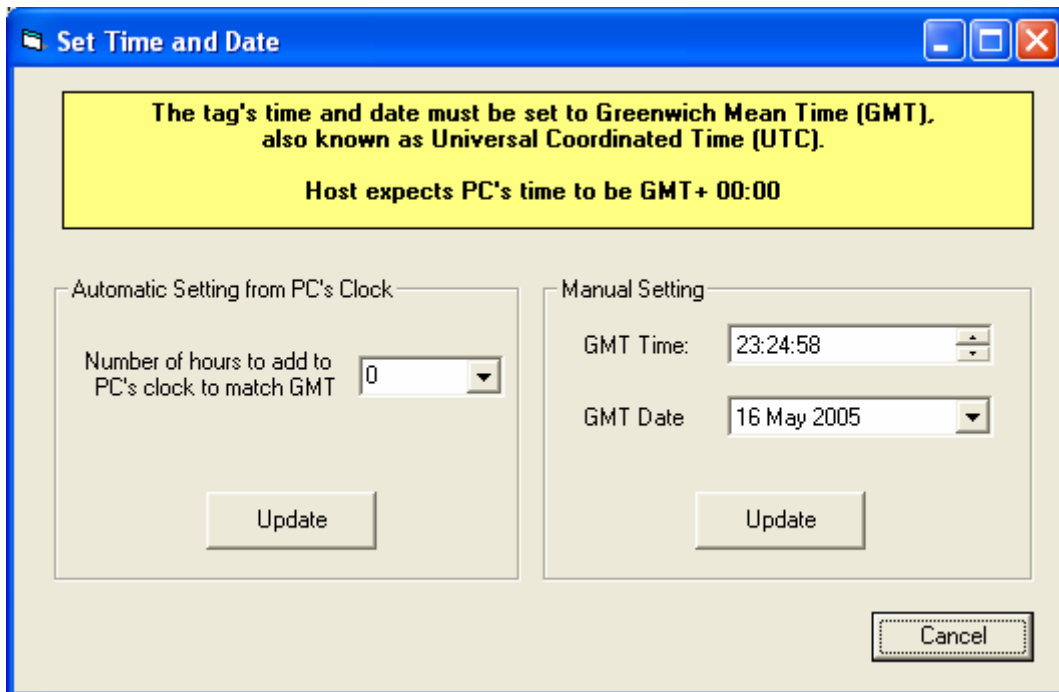 Set Time and Date
The tag's time and date must be set to Greenwich Mean Time (GMT),
also known as Universal Coordinated Time (UTC).
Host expects PC's time to be GMT+ 00:00
Automatic Setting from PC's Clock
Number of hours to add to
PC's clock to match GMT
0
Update
Manual Setting
GMT Time:
23:24:58
GMT Date
16 May 2005
Update
Cancel